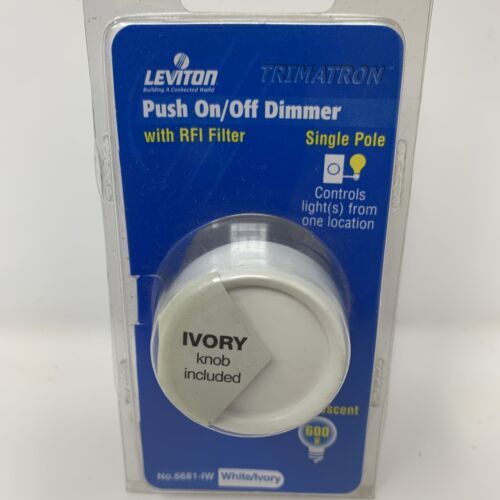 LEVITON
Building A Connected World
TRIMATRON™
Push On/Off Dimmer
with RFI Filter
Single Pole
Controls
light(s) from
one location
IVORY
knob
included
600
W
No.6681-IW White/Ivory